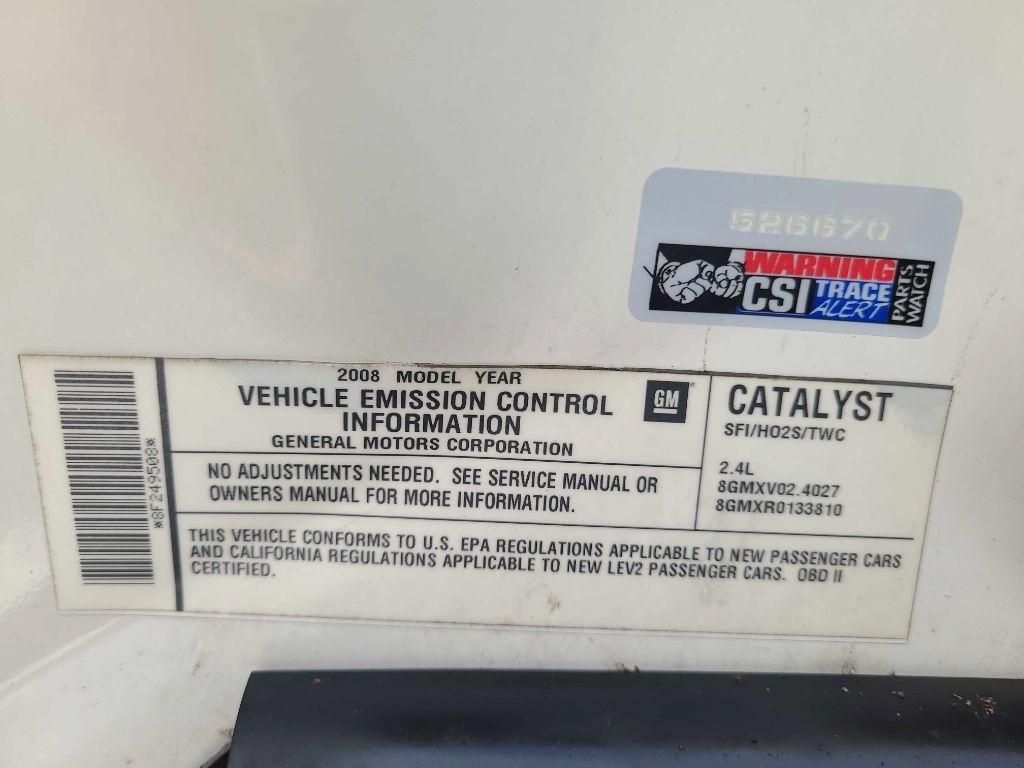 526670
WARNING
CSI TRACE
ALERT
PARTS
WATCH
*8F249508*
2008 MODEL YEAR
VEHICLE EMISSION CONTROL
INFORMATION
GENERAL MOTORS CORPORATION
GM
NO ADJUSTMENTS NEEDED. SEE SERVICE MANUAL OR
OWNERS MANUAL FOR MORE INFORMATION.
CATALYST
SFI/HO2S/TWC
2.4L
8GMXV02.4027
8GMXR0133810
THIS VEHICLE CONFORMS TO U.S. EPA REGULATIONS APPLICABLE TO NEW PASSENGER CARS
AND CALIFORNIA REGULATIONS APPLICABLE TO NEW LEV2 PASSENGER CARS. OBD II
CERTIFIED.